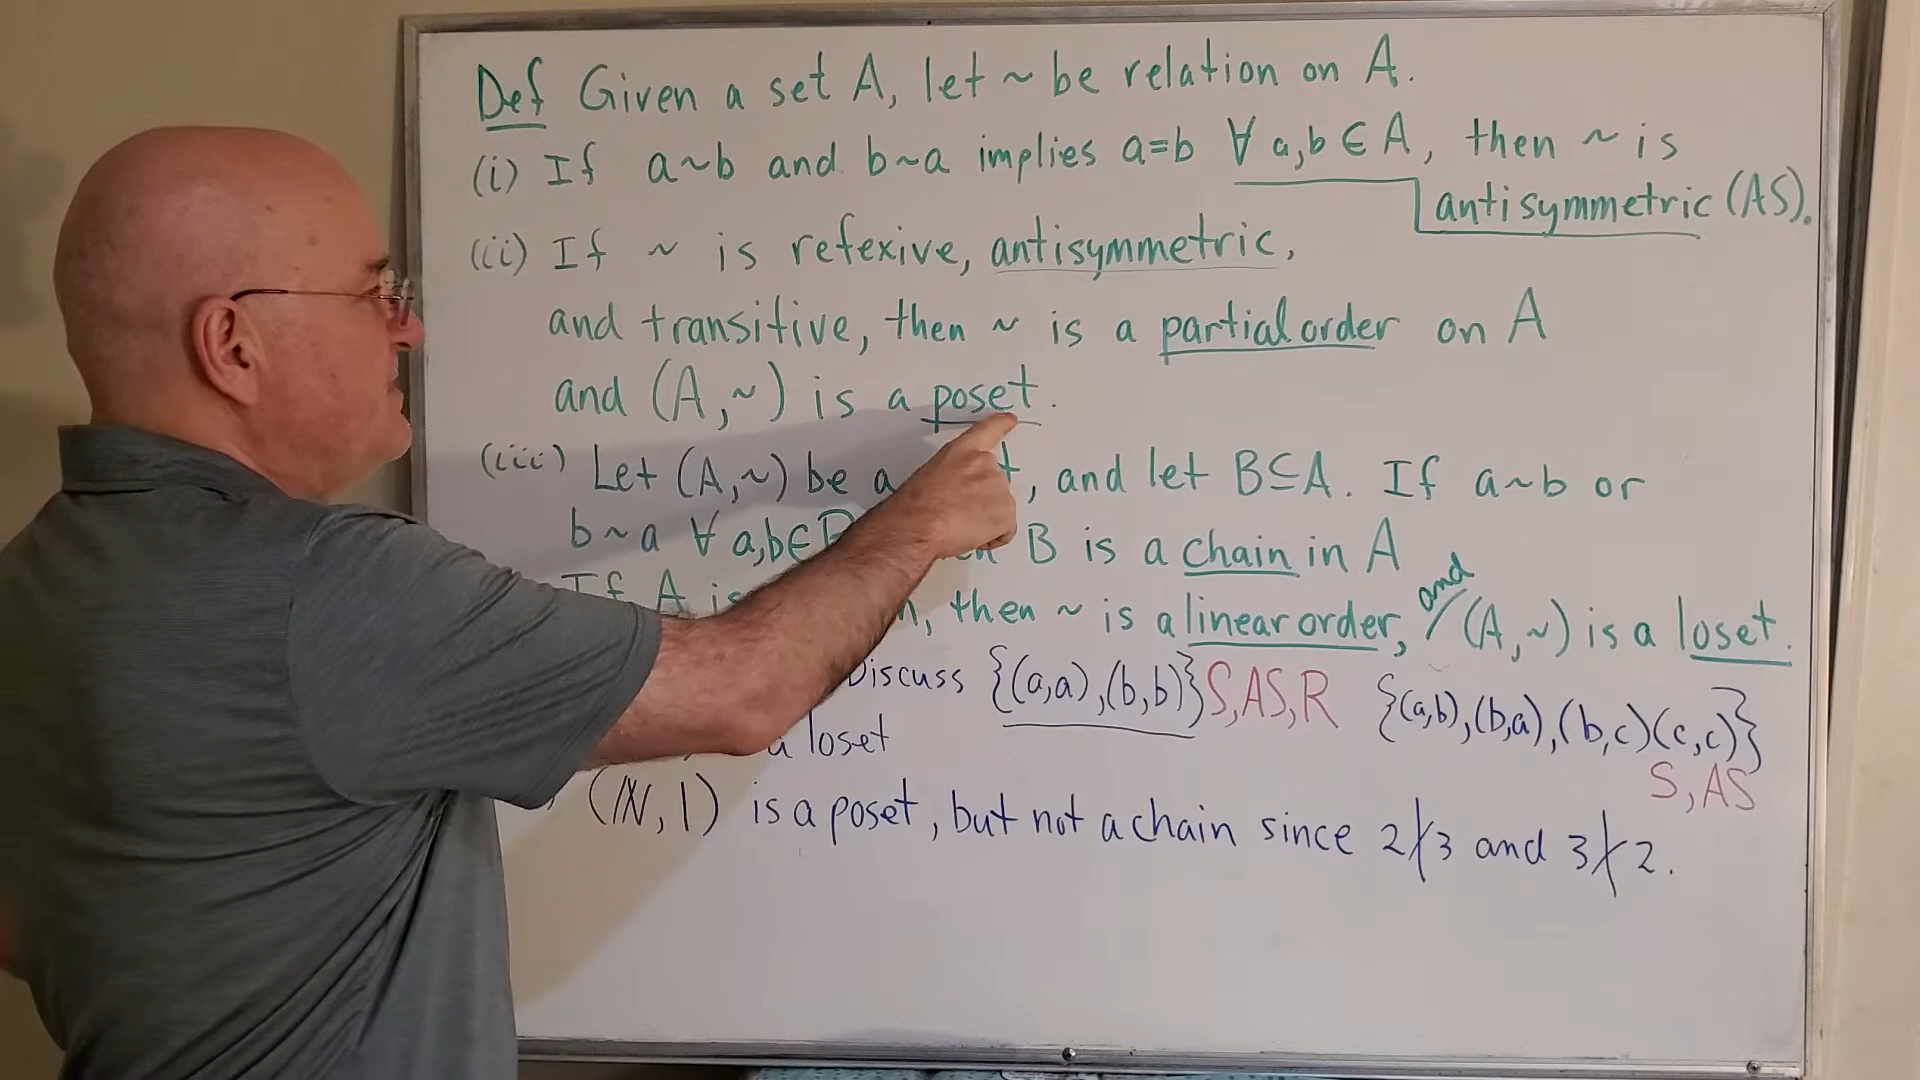 Def Given a set A, let ~ be relation on A.
(i) If a~b and b~a implies a=b ∀ a,b ∈ A, then ~ is
antisymmetric (AS).
(ii) If ~ is refexive, antisymmetric,
and transitive, then ~ is a partial order on A
and (A,~) is a poset.
(iii) Let (A,~) be a , and let B⊆A. If a~b or
b~a ∀ a,b∈B B is a chain in A
If A is , then ~ is a linear order, and (A,~) is a loset.
Discuss {(a,a),(b,b)} S,AS,R {(a,b),(b,a),(b,c)(c,c)}
S,AS
a loset
(ℕ,|) is a poset, but not a chain since 2∤3 and 3∤2.